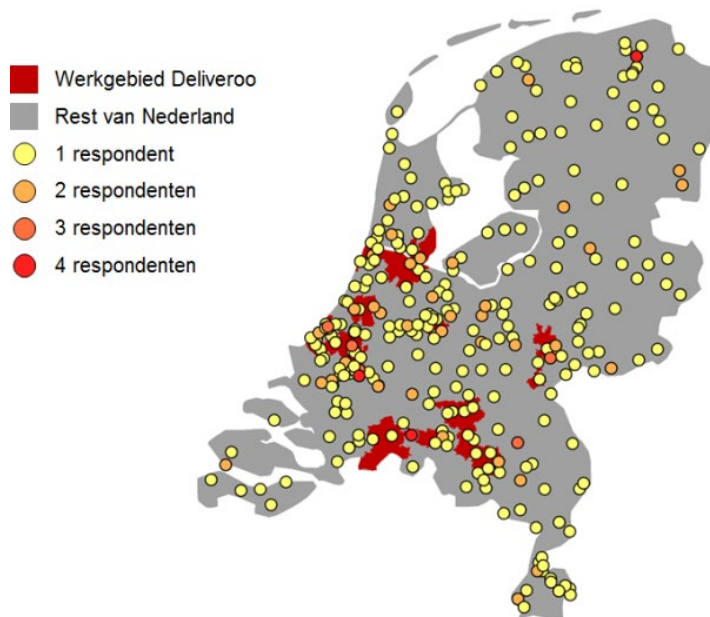 Werkgebied Deliveroo
Rest van Nederland
1 respondent
2 respondenten
3 respondenten
4 respondenten